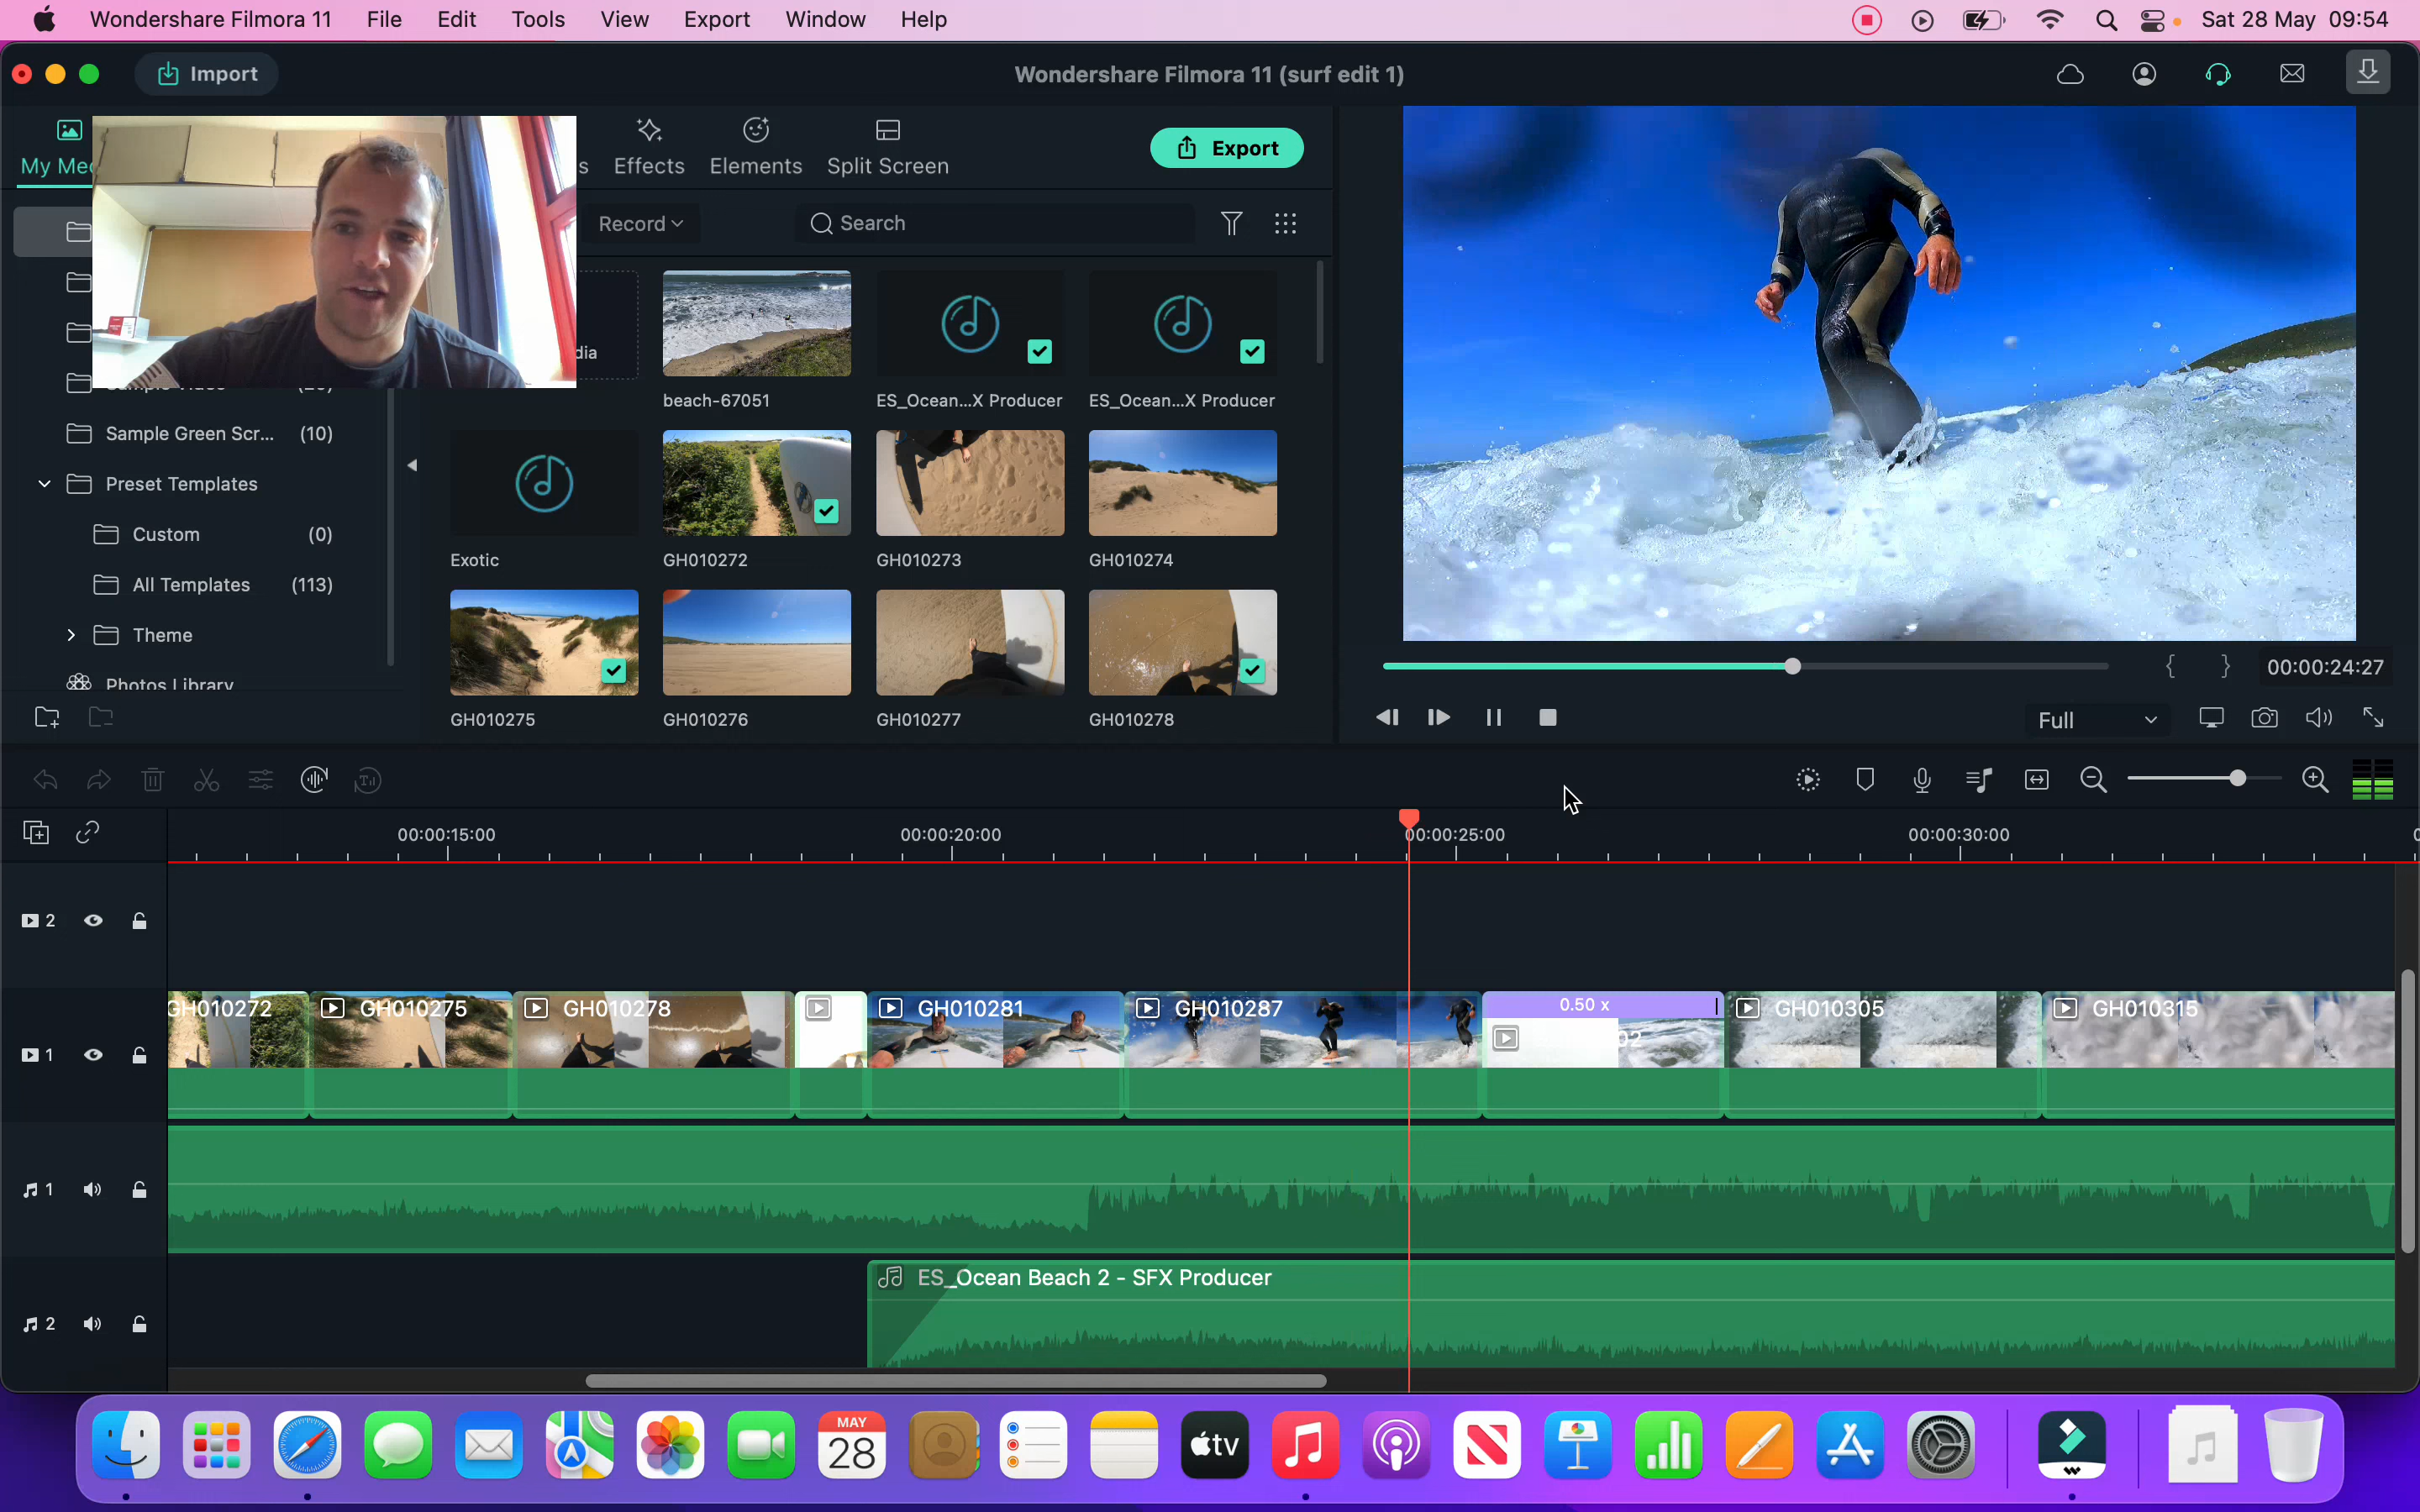 Wondershare Filmora 11 File Edit Tools View Export Window Help Sat 28 May 09:54
Import Wondershare Filmora 11 (surf edit 1)
My Me s Effects Elements Split Screen Export
Record Search
dia
beach-67051 ES_Ocean...X Producer ES_Ocean...X Producer
Sample Green Scr... (10)
Preset Templates
Custom (0)
Exotic GH010272 GH010273 GH010274
All Templates (113)
Theme
Photos Library
00:00:24:27
GH010275 GH010276 GH010277 GH010278
Full
00:00:15:00 00:00:20:00 00:00:25:00 00:00:30:00
2
GH010272 GH010275 GH010278 GH010281 GH010287 0.50 x GH010305 GH010315
02
1
1
ES_Ocean Beach 2 - SFX Producer
2
MAY
28
tv